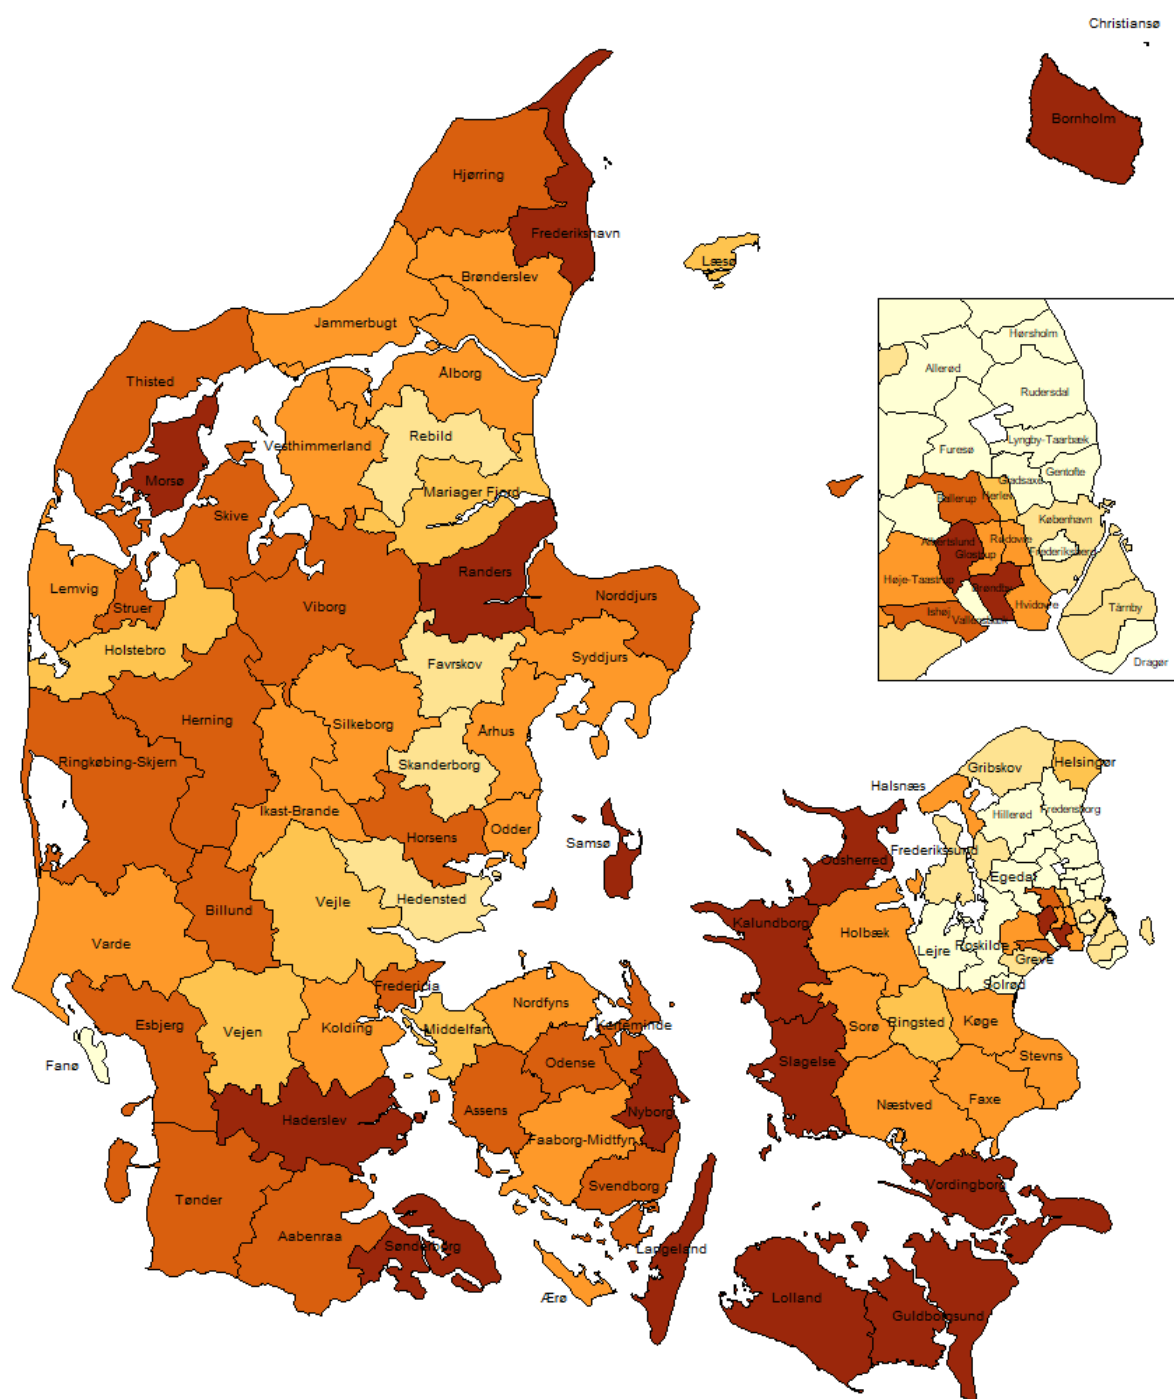 Christiansø
Bornholm
Hjørring
Frederikshavn
Læsø
Brønderslev
Jammerbugt
Ålborg
Thisted
Rebild
Vesthimmerland
Morsø
Mariager Fjord
Skive
Randers
Lemvig
Struer
Viborg
Norddjurs
Holstebro
Favrskov
Syddjurs
Herning
Silkeborg
Århus
Ringkøbing-Skjern
Skanderborg
Ikast-Brande
Horsens
Odder
Samsø
Billund
Vejle
Hedensted
Varde
Fredericia
Nordfyns
Esbjerg
Vejen
Kolding
Middelfart
Kerteminde
Fanø
Odense
Haderslev
Assens
Nyborg
Faaborg-Midtfyn
Tønder
Svendborg
Aabenraa
Sønderborg
Langeland
Ærø
Hørsholm
Allerød
Rudersdal
Lyngby-Taarbæk
Furesø
Gentofte
Gladsaxe
Ballerup
Herlev
København
Albertslund
Rødovre
Glostrup
Frederiksberg
Høje-Taastrup
Brøndby
Hvidovre
Ishøj
Vallensbæk
Tårnby
Dragør
Gribskov
Helsingør
Halsnæs
Hillerød
Fredensborg
Odsherred
Frederikssund
Egedal
Kalundborg
Holbæk
Lejre
Roskilde
Greve
Solrød
Sorø
Ringsted
Køge
Slagelse
Stevns
Næstved
Faxe
Vordingborg
Lolland
Guldborgsund